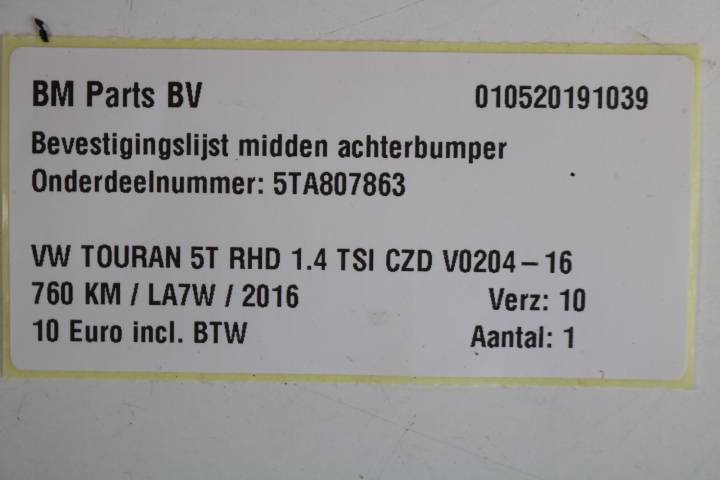 BM Parts BV 010520191039
Bevestigingslijst midden achterbumper
Onderdeelnummer: 5TA807863
VW TOURAN 5T RHD 1.4 TSI CZD V0204-16
760 KM / LA7W / 2016 Verz: 10
10 Euro incl. BTW Aantal: 1